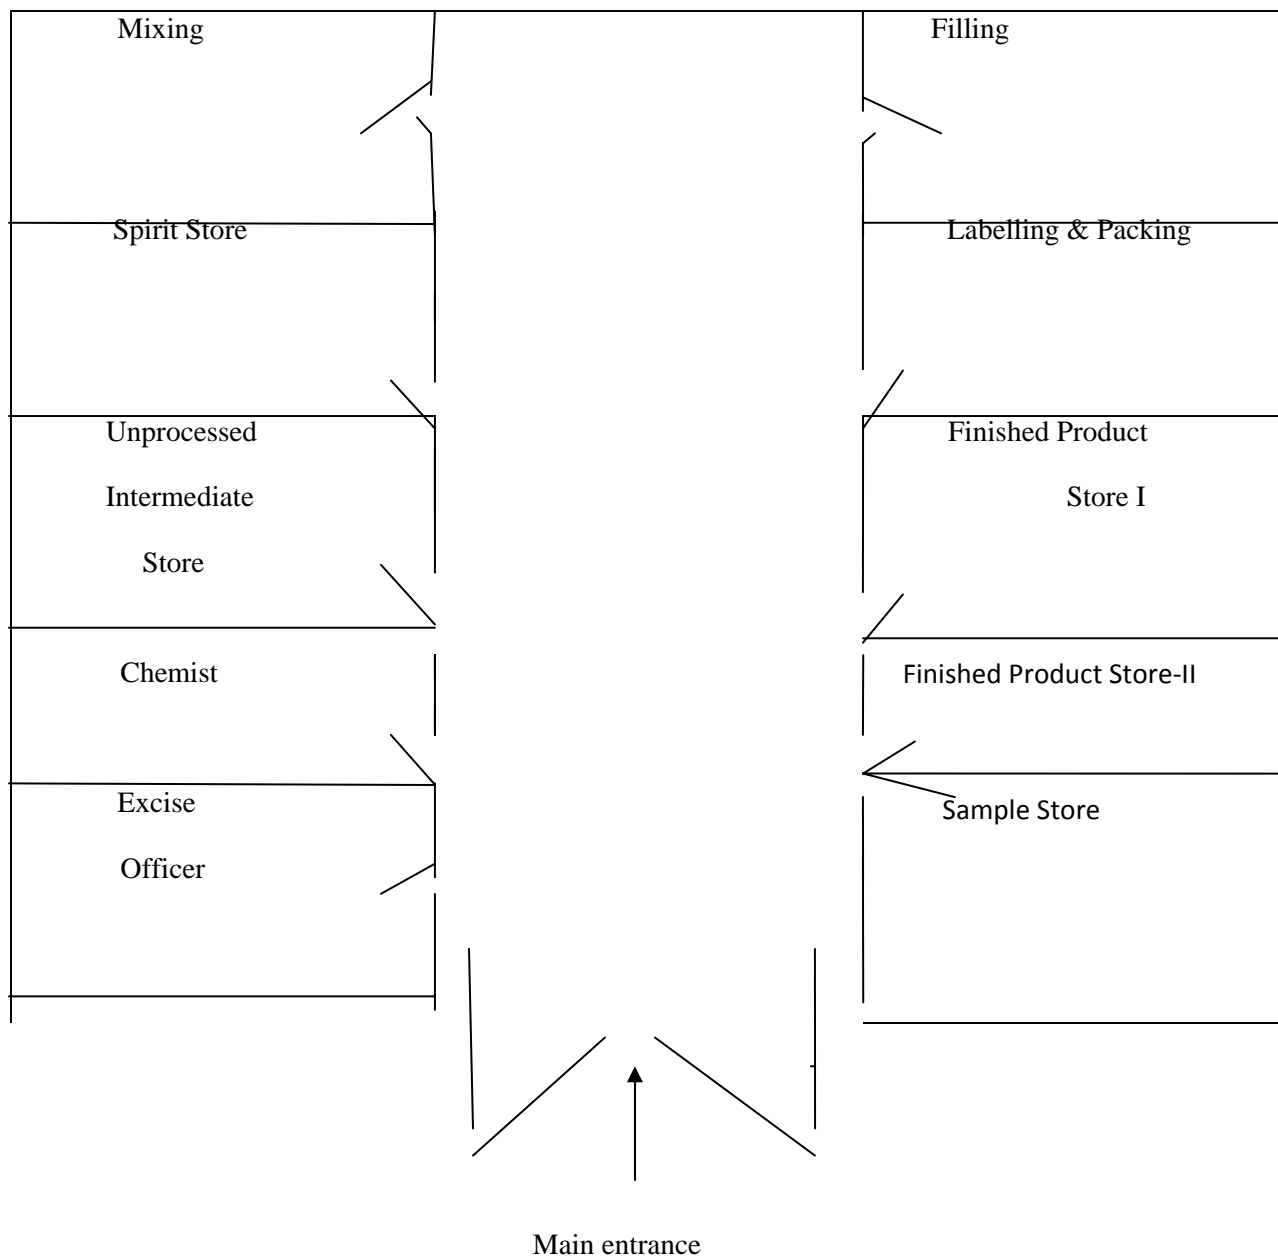 Mixing
Filling
Spirit Store
Labelling & Packing
Unprocessed
Intermediate
Store
Finished Product
Store I
Chemist
Finished Product Store-II
Excise
Officer
Sample Store
Main entrance